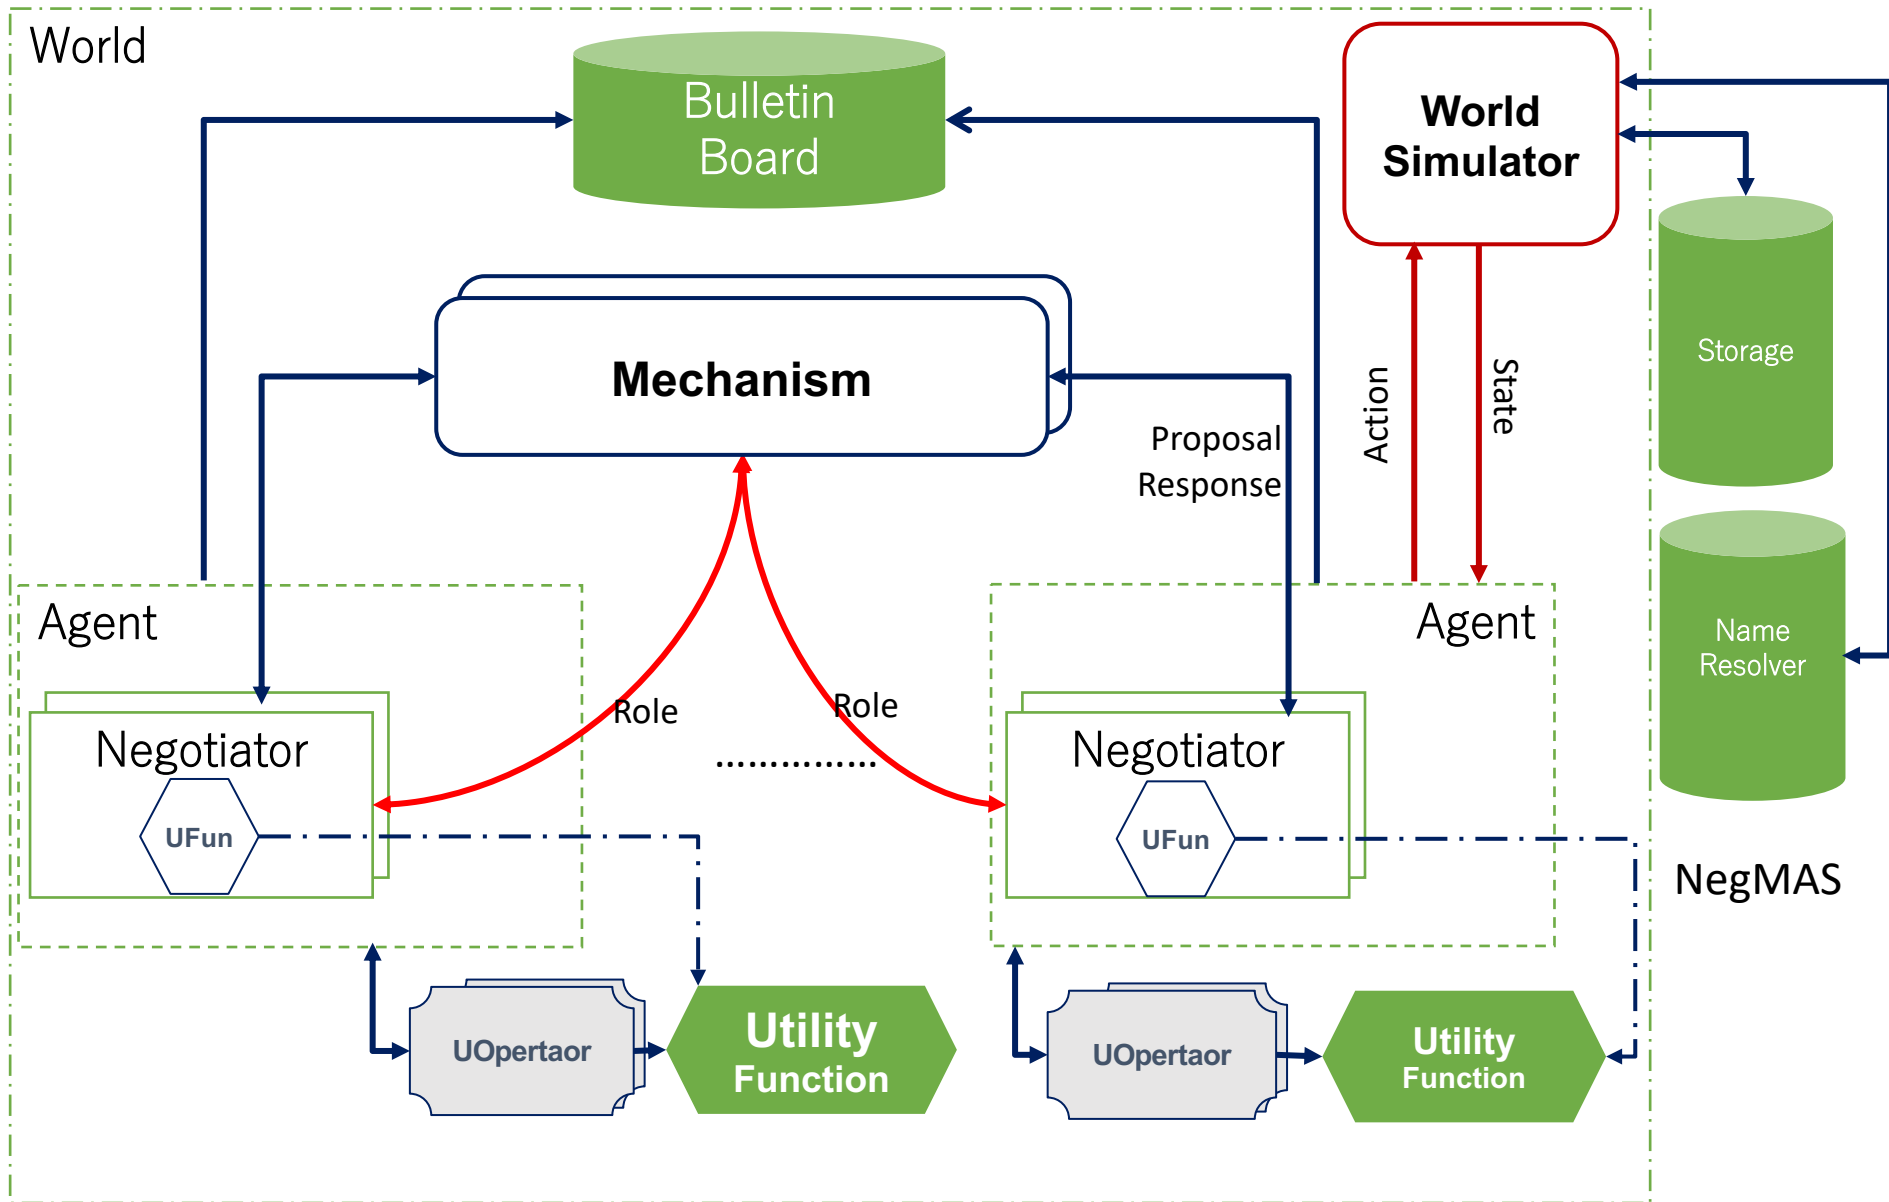 World
Bulletin
Board
World
Simulator
Storage
Mechanism
Action
State
Proposal
Response
Agent
Agent
Name
Resolver
Role
Role
Negotiator
..............
Negotiator
UFun
UFun
NegMAS
UOpertaor
Utility
Function
UOpertaor
Utility
Function